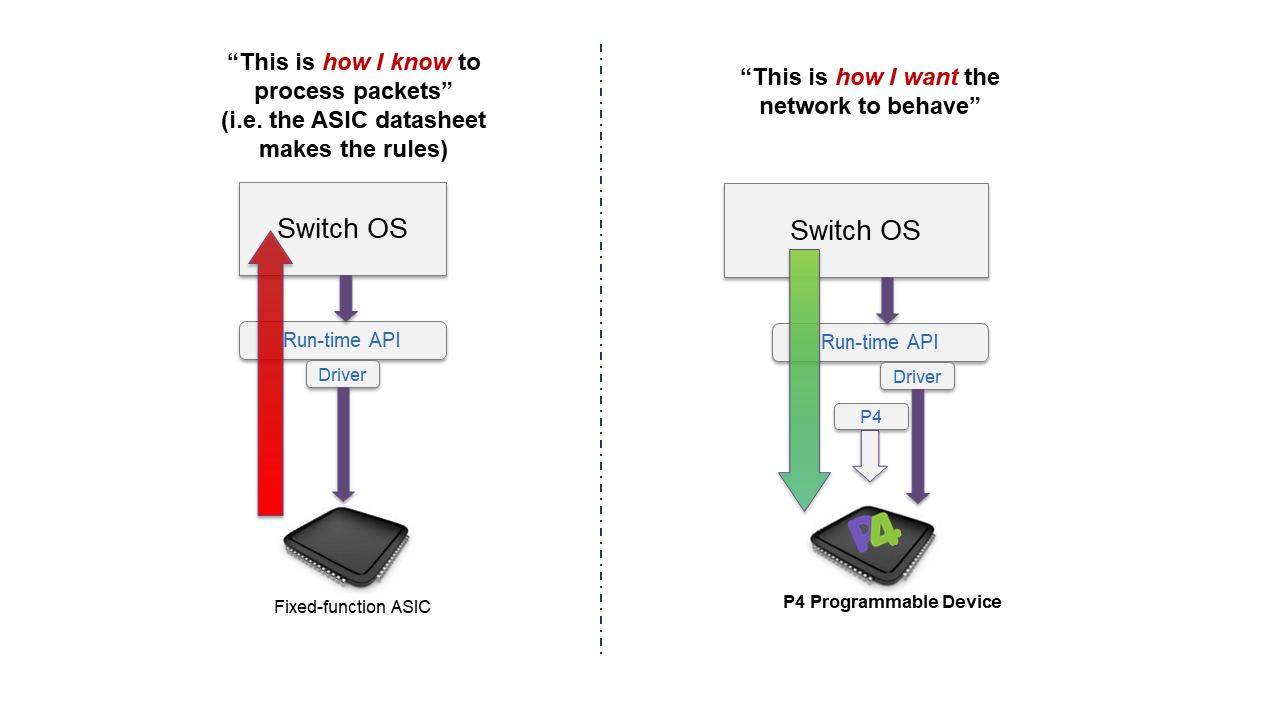 “This is how I know to
process packets”
(i.e. the ASIC datasheet
makes the rules)
Switch OS
Run-time API
Driver
Fixed-function ASIC
“This is how I want the
network to behave”
Switch OS
Run-time API
Driver
P4
P4
P4 Programmable Device